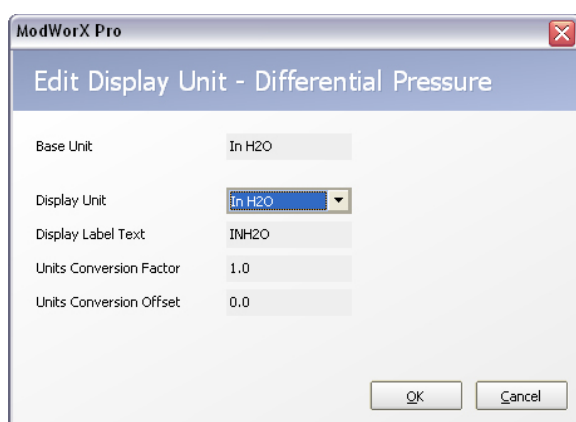 ModWorX Pro
Edit Display Unit - Differential Pressure
Base Unit In H2O
Display Unit In H2O
Display Label Text INH2O
Units Conversion Factor 1.0
Units Conversion Offset 0.0
OK Cancel